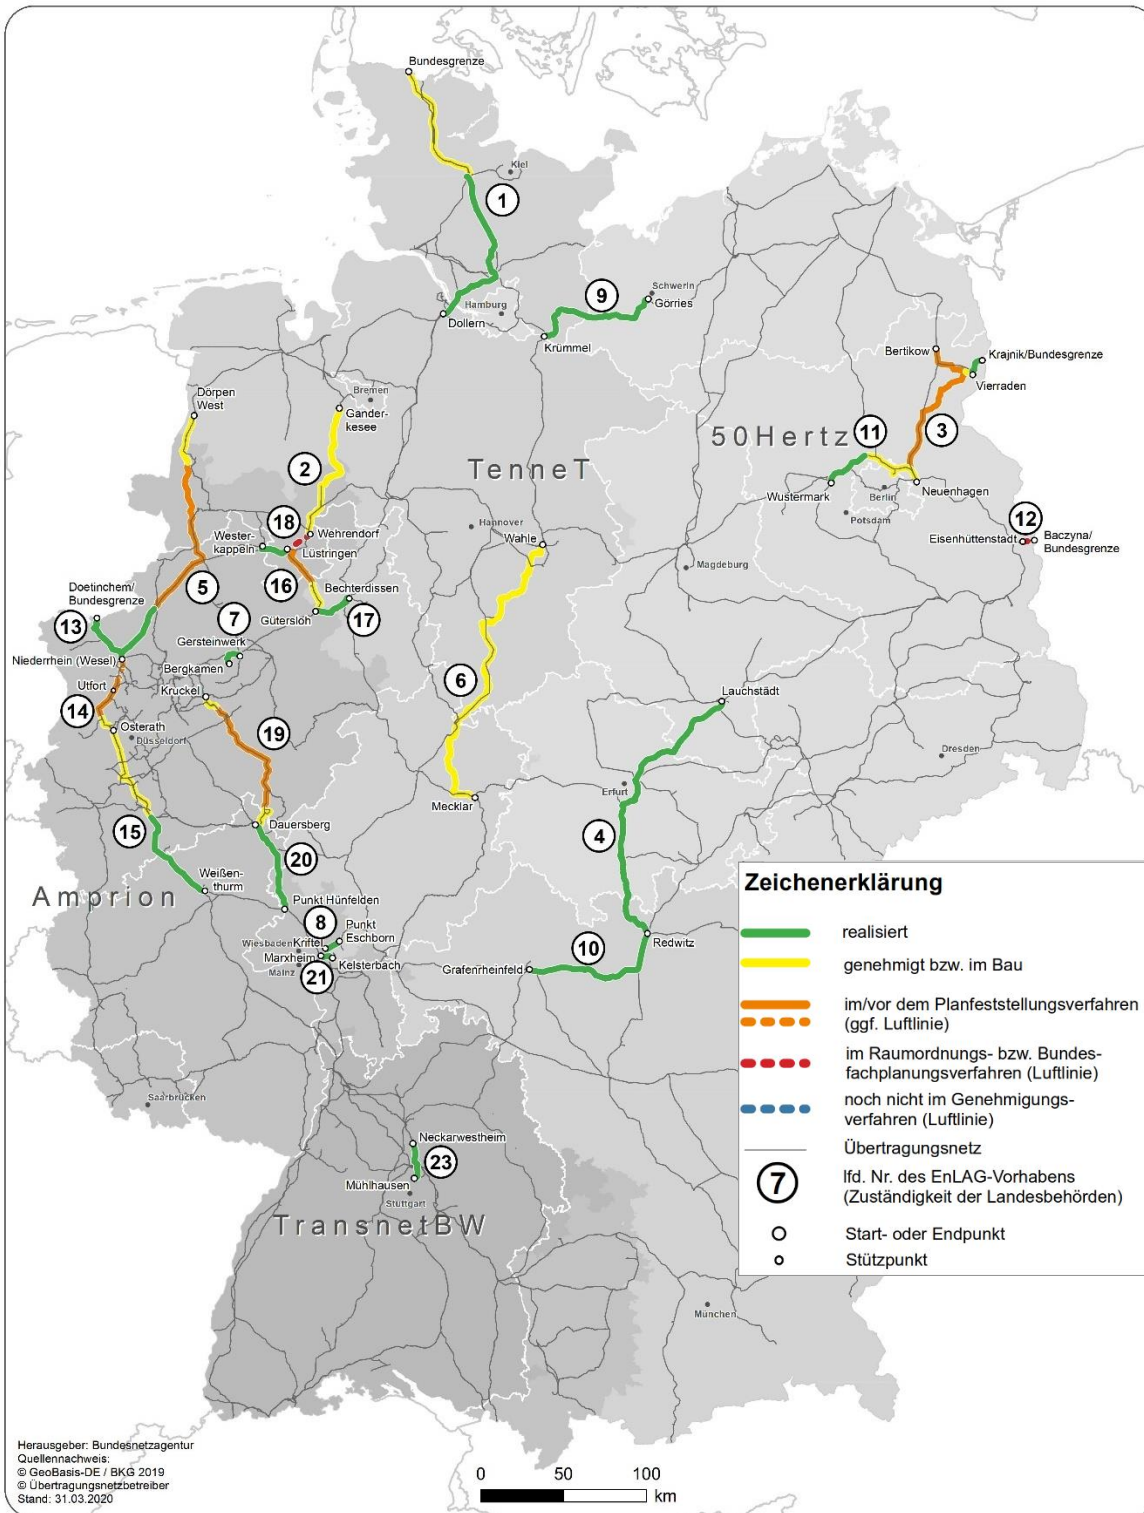 Bundesgrenze
Kiel
1
Schwerin
9
Görries
Hamburg
Dollern
Krümmel
Bertikow
Krajnik/Bundesgrenze
Vierraden
Dörpen
West
Bremen
Gander-
kesee
50Hertz
11
3
TenneT
2
Neuenhagen
Wustermark
Berlin
Potsdam
18
Hannover
Wehrendorf
Wahle
Wester-
kappeln
Lüstringen
12
Eisenhüttenstadt
Baczyna/
Bundesgrenze
Magdeburg
16
5
Bechterdissen
Doetinchem/
Bundesgrenze
13
7
Gütersloh
17
Gersteinwerk
Niederrhein (Wesel)
Bergkamen
6
Utfort
Kruckel
Lauchstädt
14
Osterath
Düsseldorf
19
Dresden
Erfurt
Mecklar
15
Dauersberg
4
20
Weißen-
thurm
Amprion
Punkt Hünfelden
8
Punkt
Eschborn
Wiesbaden
Kriftel
Marxheim
Kelsterbach
Mainz
21
10
Redwitz
Grafenrheinfeld
Saarbrücken
Neckarwestheim
23
Mühlhausen
Stuttgart
TransnetBW
München
Zeichenerklärung
realisiert
genehmigt bzw. im Bau
im/vor dem Planfeststellungsverfahren
(ggf. Luftlinie)
im Raumordnungs- bzw. Bundes-
fachplanungsverfahren (Luftlinie)
noch nicht im Genehmigungs-
verfahren (Luftlinie)
Übertragungsnetz
7
lfd. Nr. des EnLAG-Vorhabens
(Zuständigkeit der Landesbehörden)
Start- oder Endpunkt
Stützpunkt
Herausgeber: Bundesnetzagentur
Quellennachweis:
© GeoBasis-DE / BKG 2019
© Übertragungsnetzbetreiber
Stand: 31.03.2020
0 50 100
km